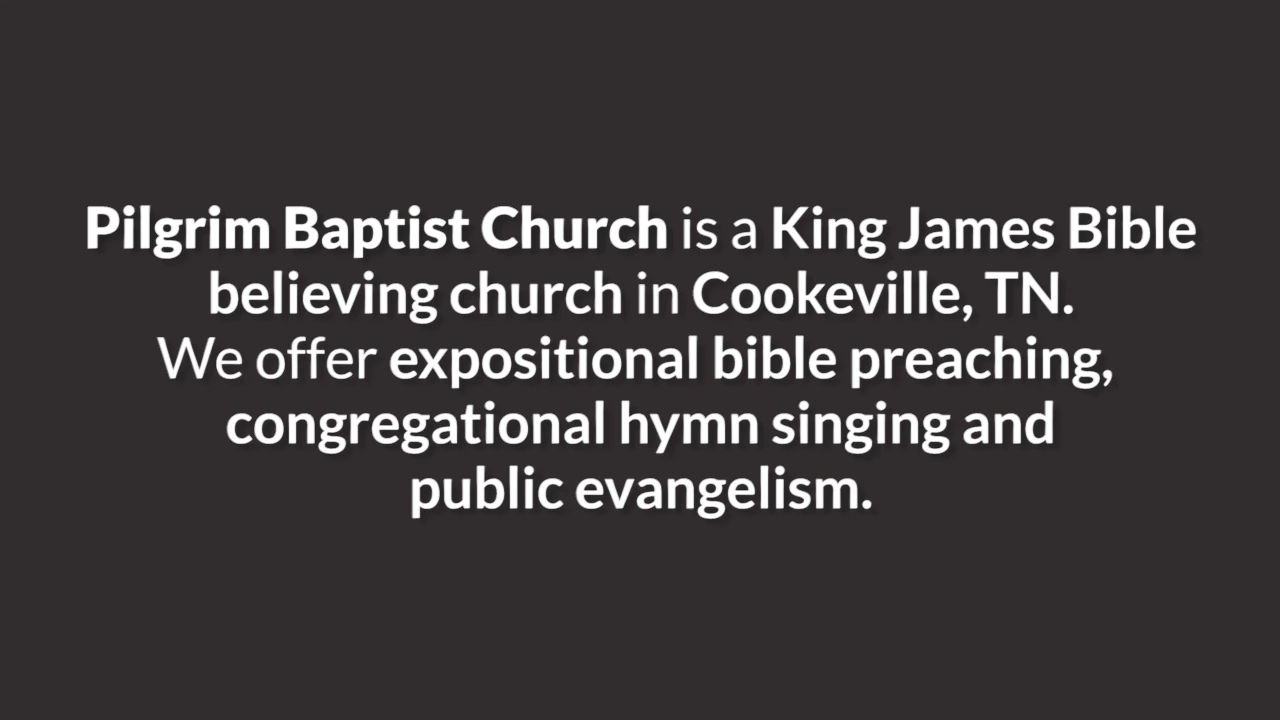 Pilgrim Baptist Church is a King James Bible
believing church in Cookeville, TN.
We offer expositional bible preaching,
congregational hymn singing and
public evangelism.